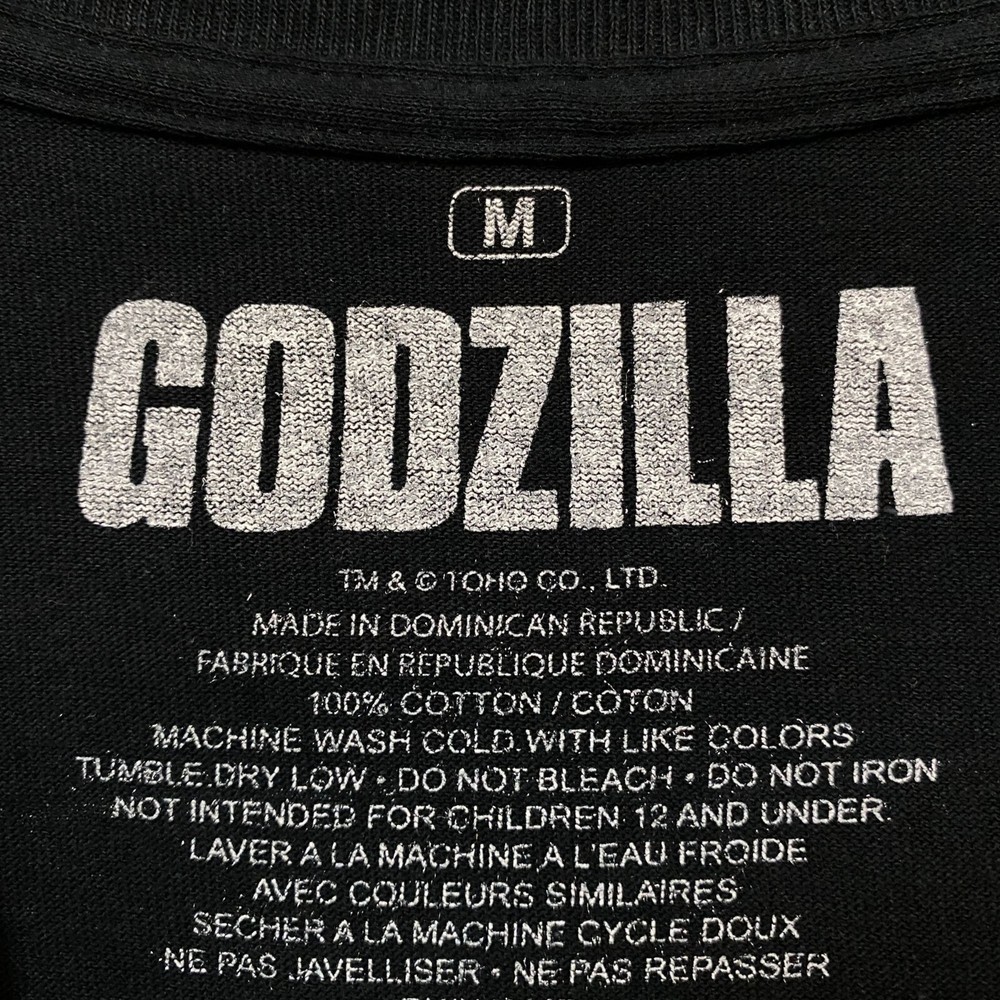 M
GODZILLA
TM & © TOHO CO., LTD.
MADE IN DOMINICAN REPUBLIC /
FABRIQUE EN REPUBLIQUE DOMINICAINE
100% COTTON / COTON
MACHINE WASH COLD WITH LIKE COLORS
TUMBLE DRY LOW • DO NOT BLEACH • DO NOT IRON
NOT INTENDED FOR CHILDREN 12 AND UNDER
LAVER A LA MACHINE A L'EAU FROIDE
AVEC COULEURS SIMILAIRES
SECHER A LA MACHINE CYCLE DOUX
NE PAS JAVELLISER • NE PAS REPASSER